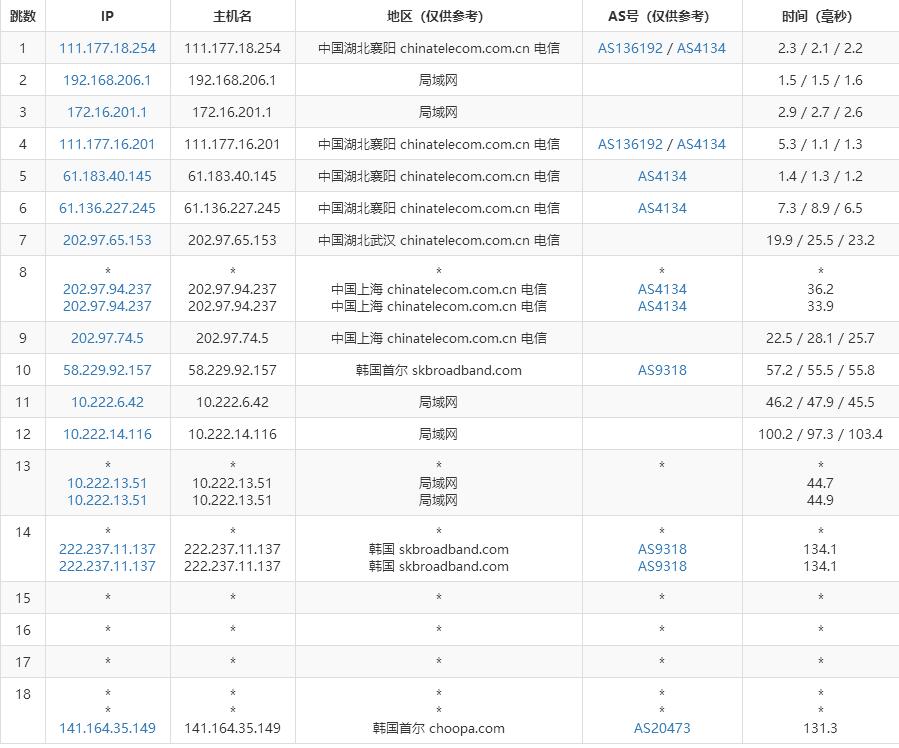 跳数 IP 主机名 地区（仅供参考） AS号（仅供参考） 时间（毫秒）
1 111.177.18.254 111.177.18.254 中国湖北襄阳 chinatelecom.com.cn 电信 AS136192 / AS4134 2.3 / 2.1 / 2.2
2 192.168.206.1 192.168.206.1 局域网 1.5 / 1.5 / 1.6
3 172.16.201.1 172.16.201.1 局域网 2.9 / 2.7 / 2.6
4 111.177.16.201 111.177.16.201 中国湖北襄阳 chinatelecom.com.cn 电信 AS136192 / AS4134 5.3 / 1.1 / 1.3
5 61.183.40.145 61.183.40.145 中国湖北襄阳 chinatelecom.com.cn 电信 AS4134 1.4 / 1.3 / 1.2
6 61.136.227.245 61.136.227.245 中国湖北襄阳 chinatelecom.com.cn 电信 AS4134 7.3 / 8.9 / 6.5
7 202.97.65.153 202.97.65.153 中国湖北武汉 chinatelecom.com.cn 电信 19.9 / 25.5 / 23.2
8 * * * * *
202.97.94.237 202.97.94.237 中国上海 chinatelecom.com.cn 电信 AS4134 36.2
202.97.94.237 202.97.94.237 中国上海 chinatelecom.com.cn 电信 AS4134 33.9
9 202.97.74.5 202.97.74.5 中国上海 chinatelecom.com.cn 电信 22.5 / 28.1 / 25.7
10 58.229.92.157 58.229.92.157 韩国首尔 skbroadband.com AS9318 57.2 / 55.5 / 55.8
11 10.222.6.42 10.222.6.42 局域网 46.2 / 47.9 / 45.5
12 10.222.14.116 10.222.14.116 局域网 100.2 / 97.3 / 103.4
13 * * * * *
10.222.13.51 10.222.13.51 局域网 44.7
10.222.13.51 10.222.13.51 局域网 44.9
14 * * * * *
222.237.11.137 222.237.11.137 韩国 skbroadband.com AS9318 134.1
222.237.11.137 222.237.11.137 韩国 skbroadband.com AS9318 134.1
15 * * * * *
16 * * * * *
17 * * * * *
18 * * * * *
* * * * *
141.164.35.149 141.164.35.149 韩国首尔 choopa.com AS20473 131.3